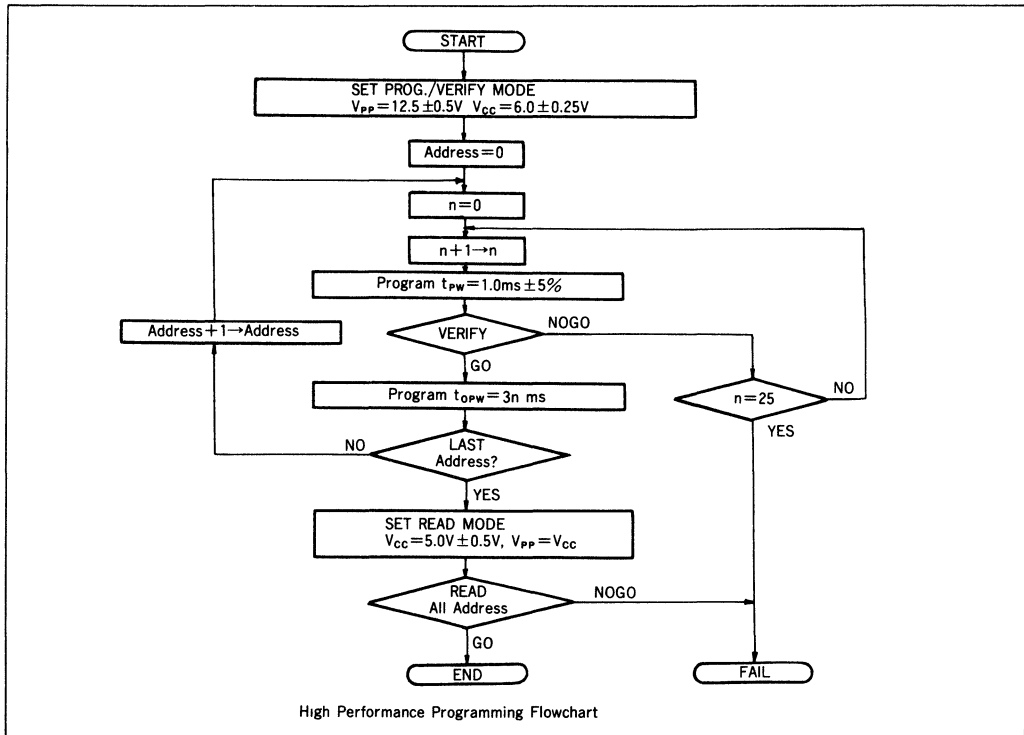 START
SET PROG./VERIFY MODE
VPP=12.5±0.5V VCC=6.0±0.25V
Address=0
n=0
n+1→n
Program tPW=1.0ms±5%
Address+1→Address
VERIFY
NOGO
GO
Program tOPW=3n ms
n=25
NO
YES
NO
LAST
Address?
YES
SET READ MODE
VCC=5.0V±0.5V, VPP=VCC
READ
All Address
NOGO
GO
END
FAIL
High Performance Programming Flowchart